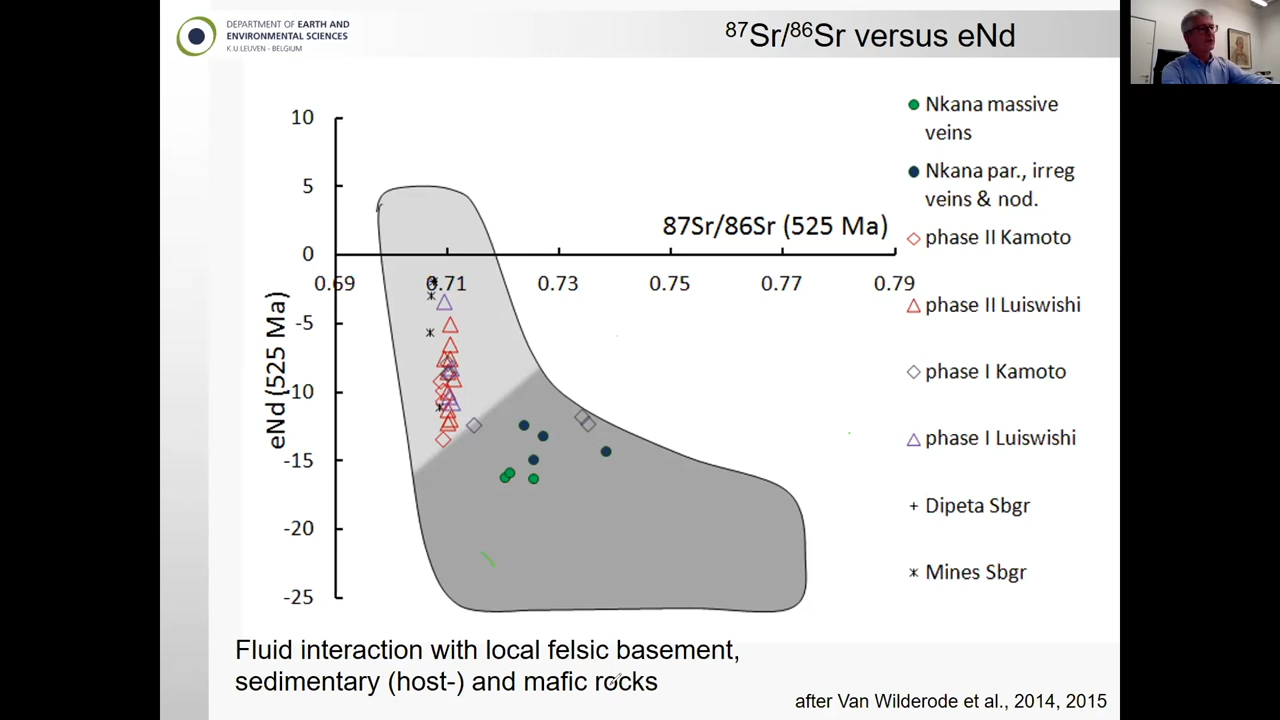 DEPARTMENT OF EARTH AND
ENVIRONMENTAL SCIENCES
K.U.LEUVEN - BELGIUM
87Sr/86Sr versus eNd
10
5
0
-5
-10
-15
-20
-25
eNd (525 Ma)
87Sr/86Sr (525 Ma)
0.69
0.71
0.73
0.75
0.77
0.79
Nkana massive
veins
Nkana par., irreg
veins & nod.
phase II Kamoto
phase II Luiswishi
phase I Kamoto
phase I Luiswishi
Dipeta Sbgr
Mines Sbgr
Fluid interaction with local felsic basement,
sedimentary (host-) and mafic rocks
after Van Wilderode et al., 2014, 2015